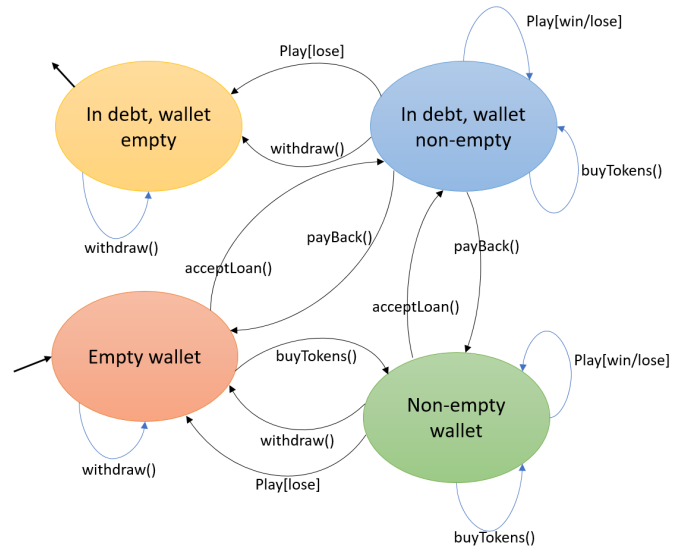 Play[win/lose]
Play[lose]
In debt, wallet
empty
In debt, wallet
non-empty
withdraw()
buyTokens()
withdraw()
payBack()
payBack()
acceptLoan()
acceptLoan()
Empty wallet
buyTokens()
Play[win/lose]
Non-empty
wallet
withdraw()
withdraw()
Play[lose]
buyTokens()